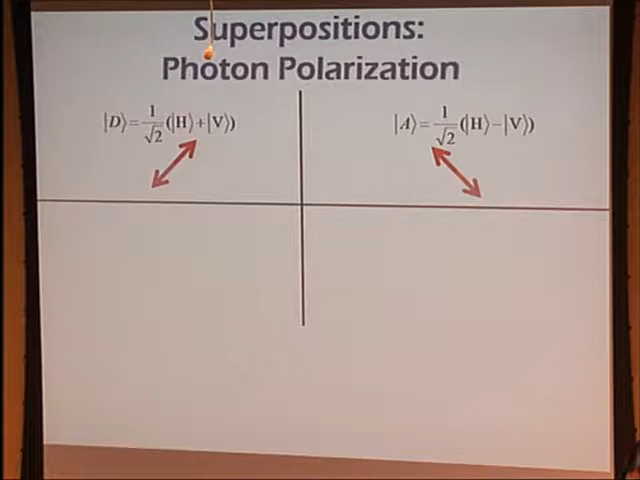 Superpositions:
Photon Polarization
|D⟩=1/√2(|H⟩+|V⟩)
|A⟩=1/√2(|H⟩−|V⟩)